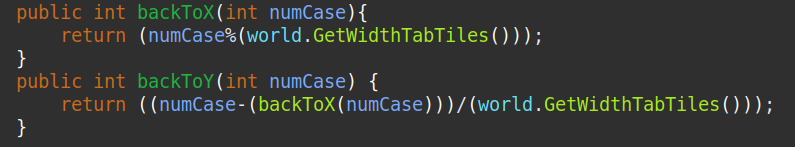 public int backToX(int numCase){
    return (numCase%(world.GetWidthTabTiles()));
}
public int backToY(int numCase) {
    return ((numCase-(backToX(numCase)))/(world.GetWidthTabTiles()));
}